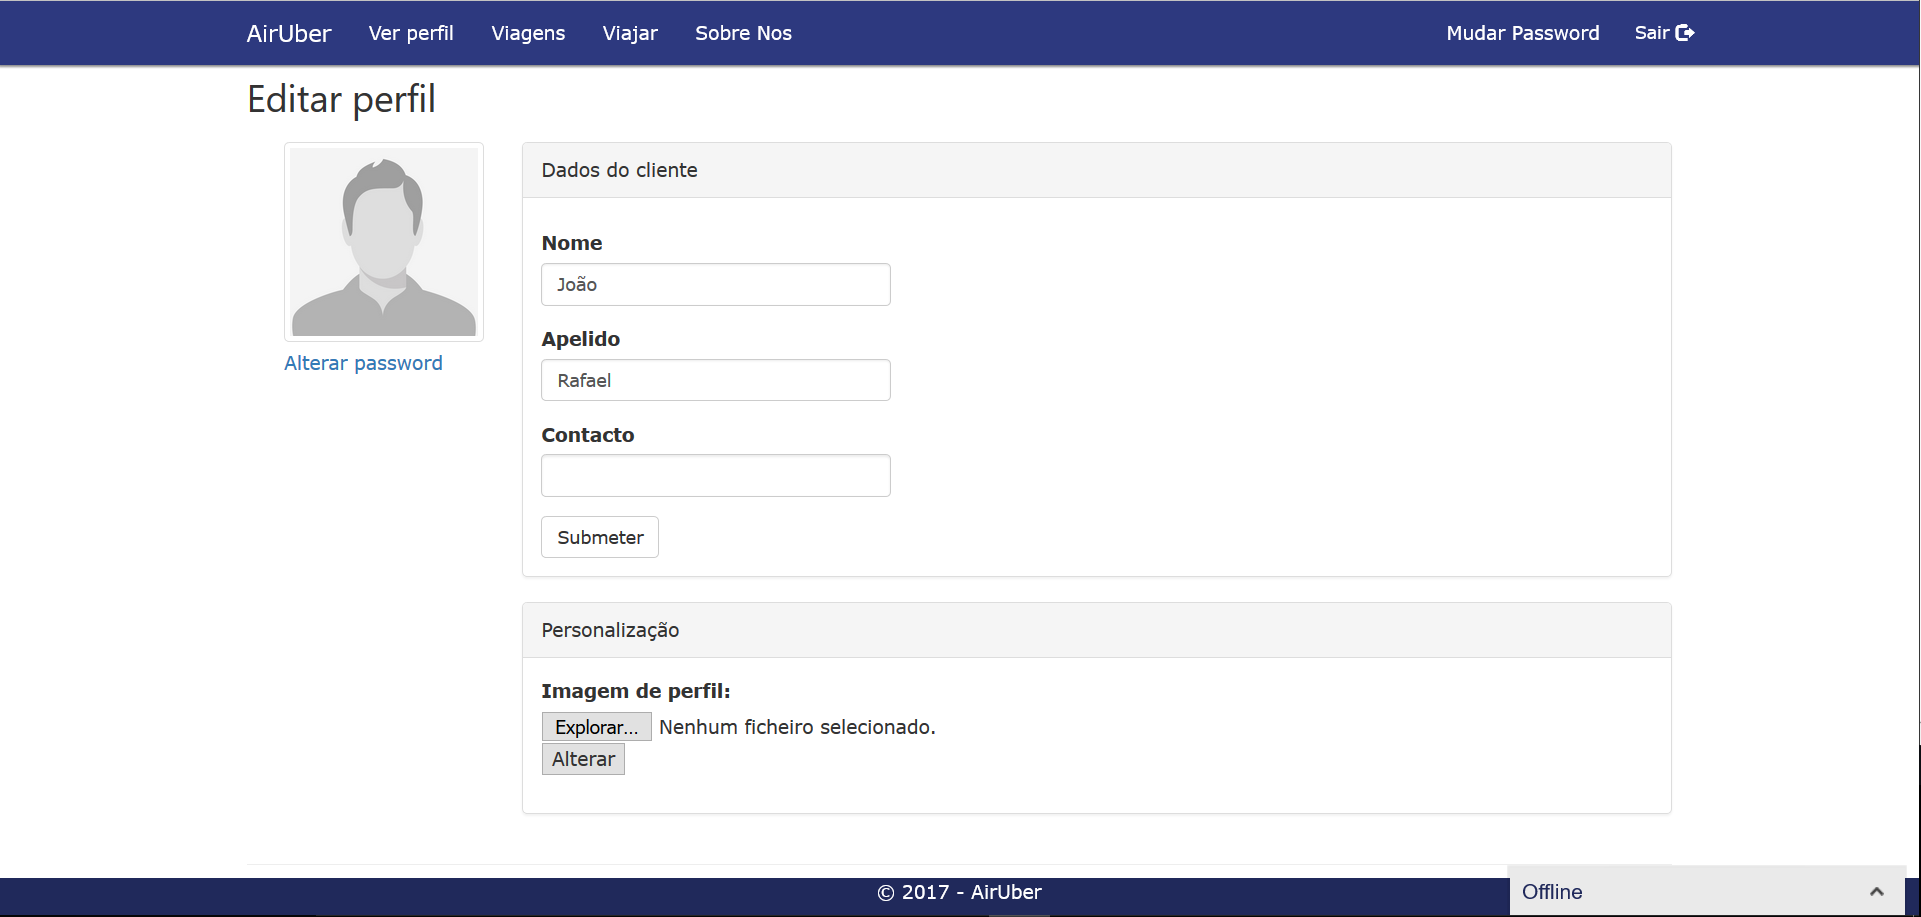 AirUber Ver perfil Viagens Viajar Sobre Nos Mudar Password Sair
Editar perfil
Alterar password
Dados do cliente
Nome
João
Apelido
Rafael
Contacto
Submeter
Personalização
Imagem de perfil:
Explorar... Nenhum ficheiro selecionado.
Alterar
© 2017 - AirUber
Offline